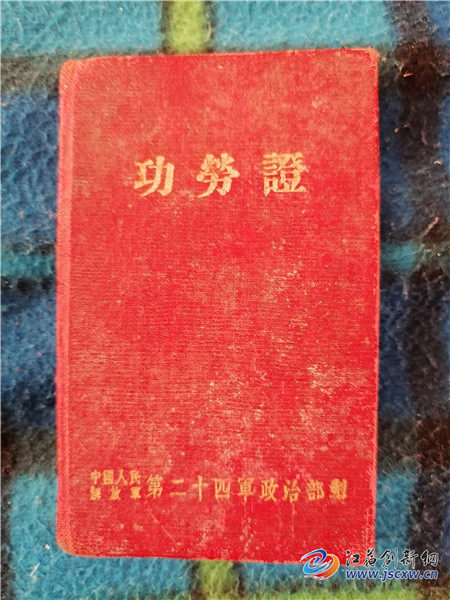 功勞證
中國人民
解放軍
第二十四軍政治部製
江苏创新网
www.jscxw.cn